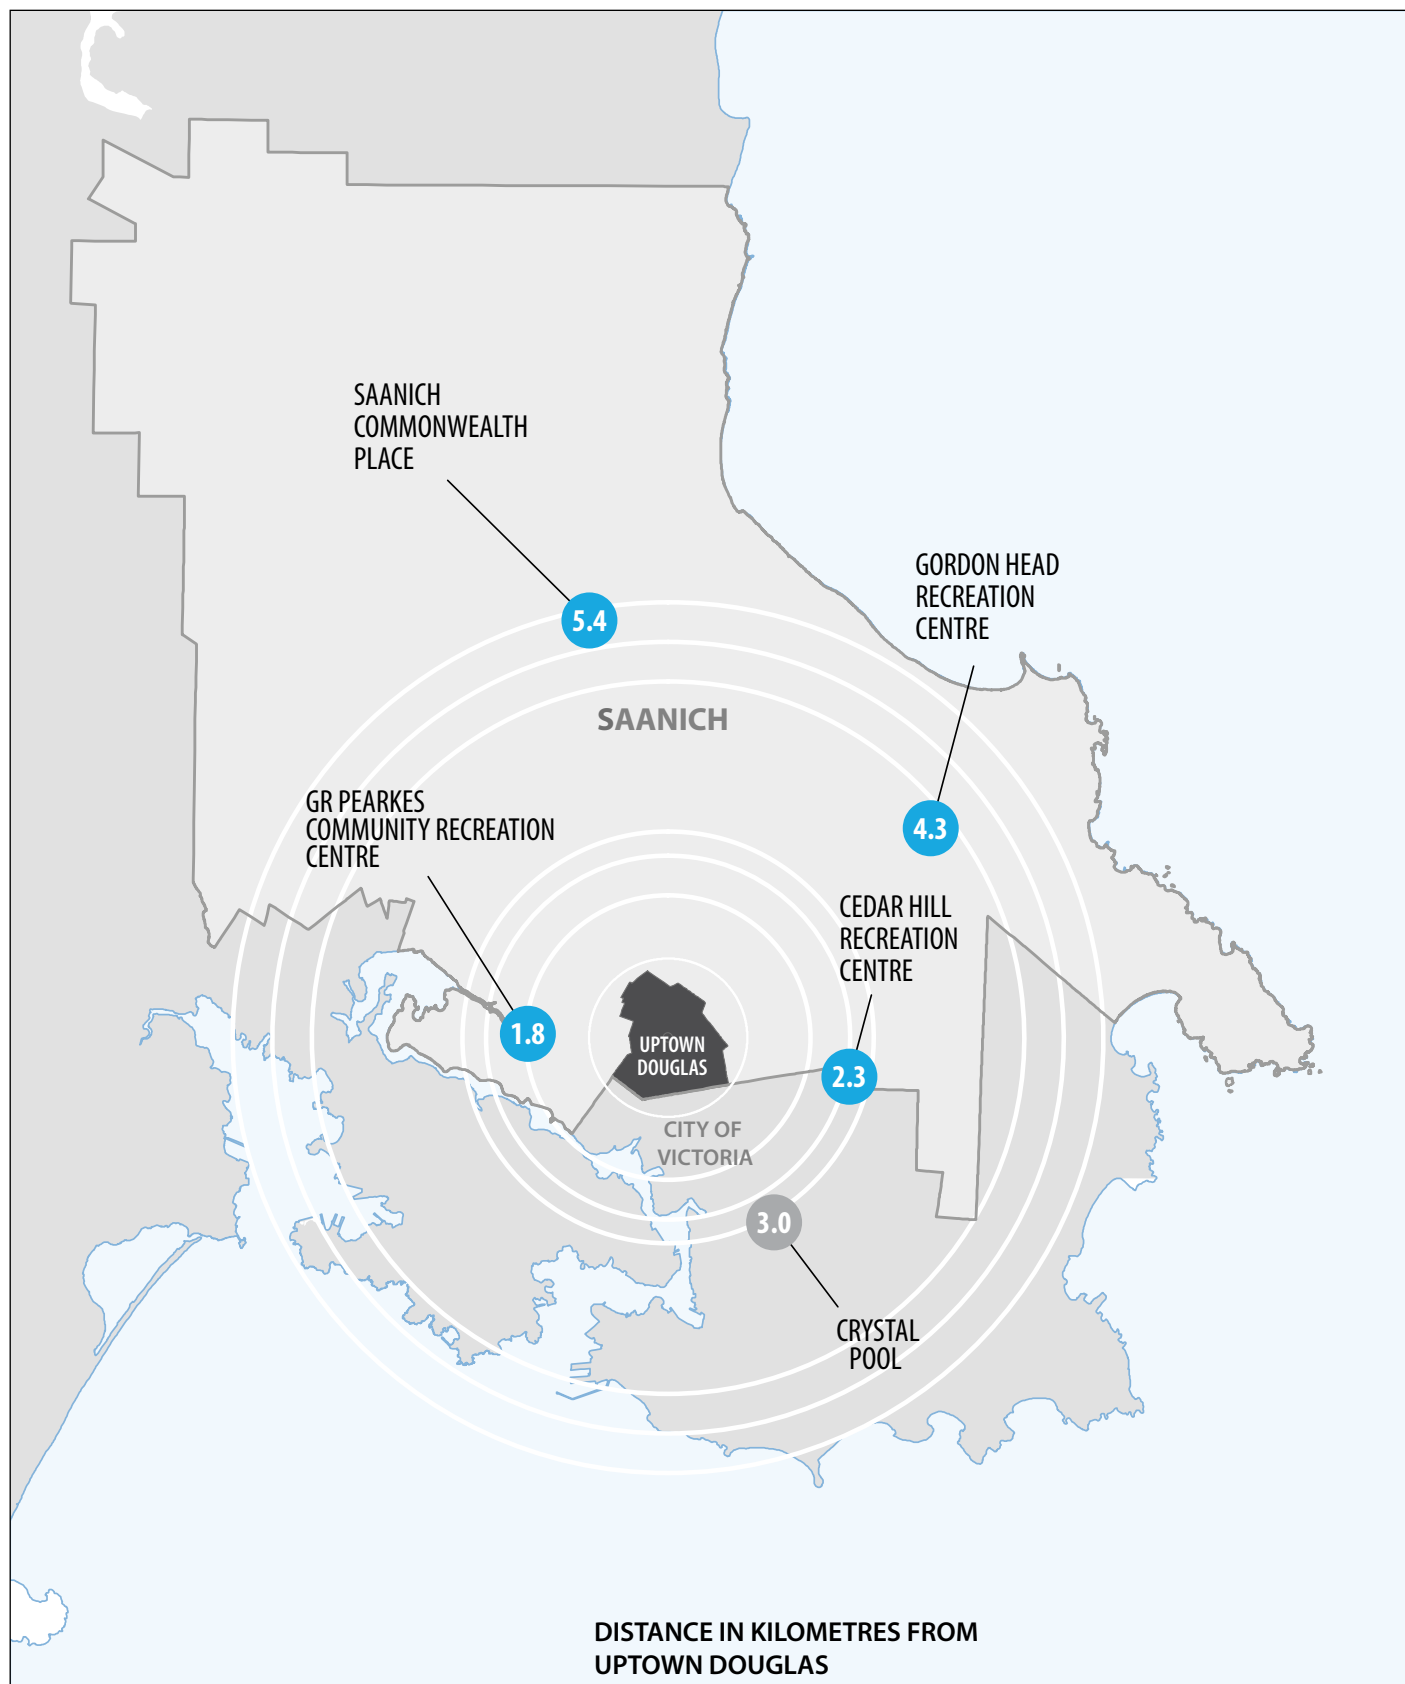 SAANICH
COMMONWEALTH
PLACE
GORDON HEAD
RECREATION
CENTRE
5.4
SAANICH
GR PEARKES
COMMUNITY RECREATION
CENTRE
4.3
CEDAR HILL
RECREATION
CENTRE
1.8
UPTOWN
DOUGLAS
2.3
CITY OF
VICTORIA
3.0
CRYSTAL
POOL
DISTANCE IN KILOMETRES FROM
UPTOWN DOUGLAS